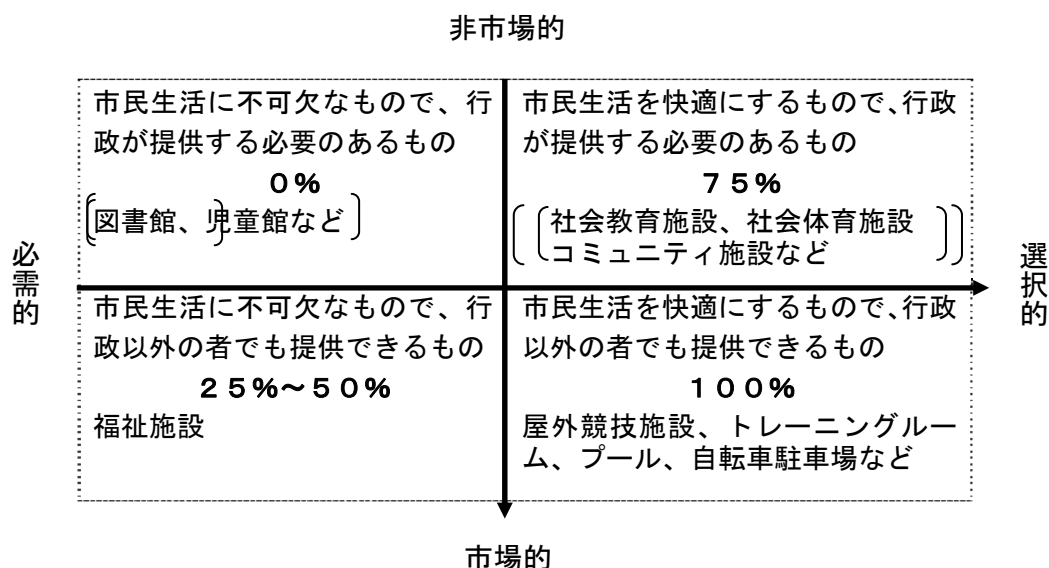 非市場的
市民生活に不可欠なもので、行
政が提供する必要のあるもの
0%
図書館、児童館など
市民生活を快適にするもので、行政
が提供する必要のあるもの
75%
社会教育施設、社会体育施設
コミュニティ施設など
必需的
選択的
市民生活に不可欠なもので、行
政以外の者でも提供できるもの
25%~50%
福祉施設
市民生活を快適にするもので、行政
以外の者でも提供できるもの
100%
屋外競技施設、トレーニングルー
ム、プール、自転車駐車場など
市場的